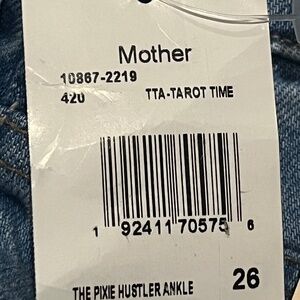 Mother
10867-2219
420 TTA-TAROT TIME
1 92411 70575 6
THE PIXIE HUSTLER ANKLE 26